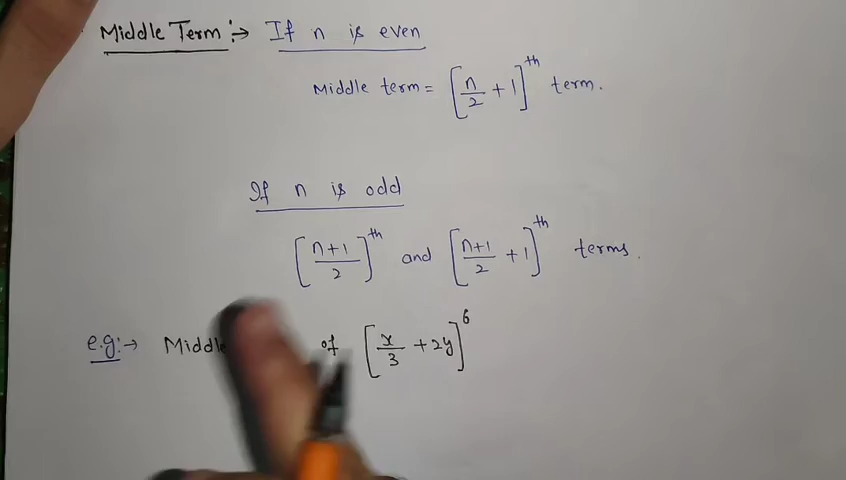 Middle Term :→ If n is even
Middle term = [n/2 + 1]^th term.
If n is odd
[n+1/2]^th and [n+1/2 + 1]^th terms.
e.g:→ Middle of [x/3 + 2y]^6